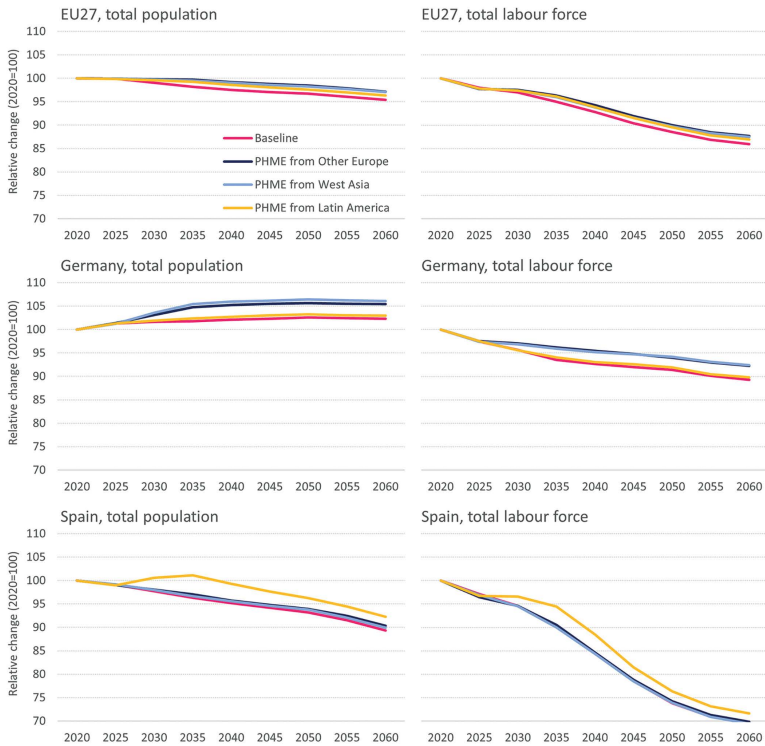 EU27, total population
EU27, total labour force
Relative change (2020=100)
110
105
100
95
90
85
80
75
70
Baseline
PHME from Other Europe
PHME from West Asia
PHME from Latin America
2020 2025 2030 2035 2040 2045 2050 2055 2060
2020 2025 2030 2035 2040 2045 2050 2055 2060
Germany, total population
Germany, total labour force
Relative change (2020=100)
110
105
100
95
90
85
80
75
70
2020 2025 2030 2035 2040 2045 2050 2055 2060
2020 2025 2030 2035 2040 2045 2050 2055 2060
Spain, total population
Spain, total labour force
Relative change (2020=100)
110
105
100
95
90
85
80
75
70
2020 2025 2030 2035 2040 2045 2050 2055 2060
2020 2025 2030 2035 2040 2045 2050 2055 2060